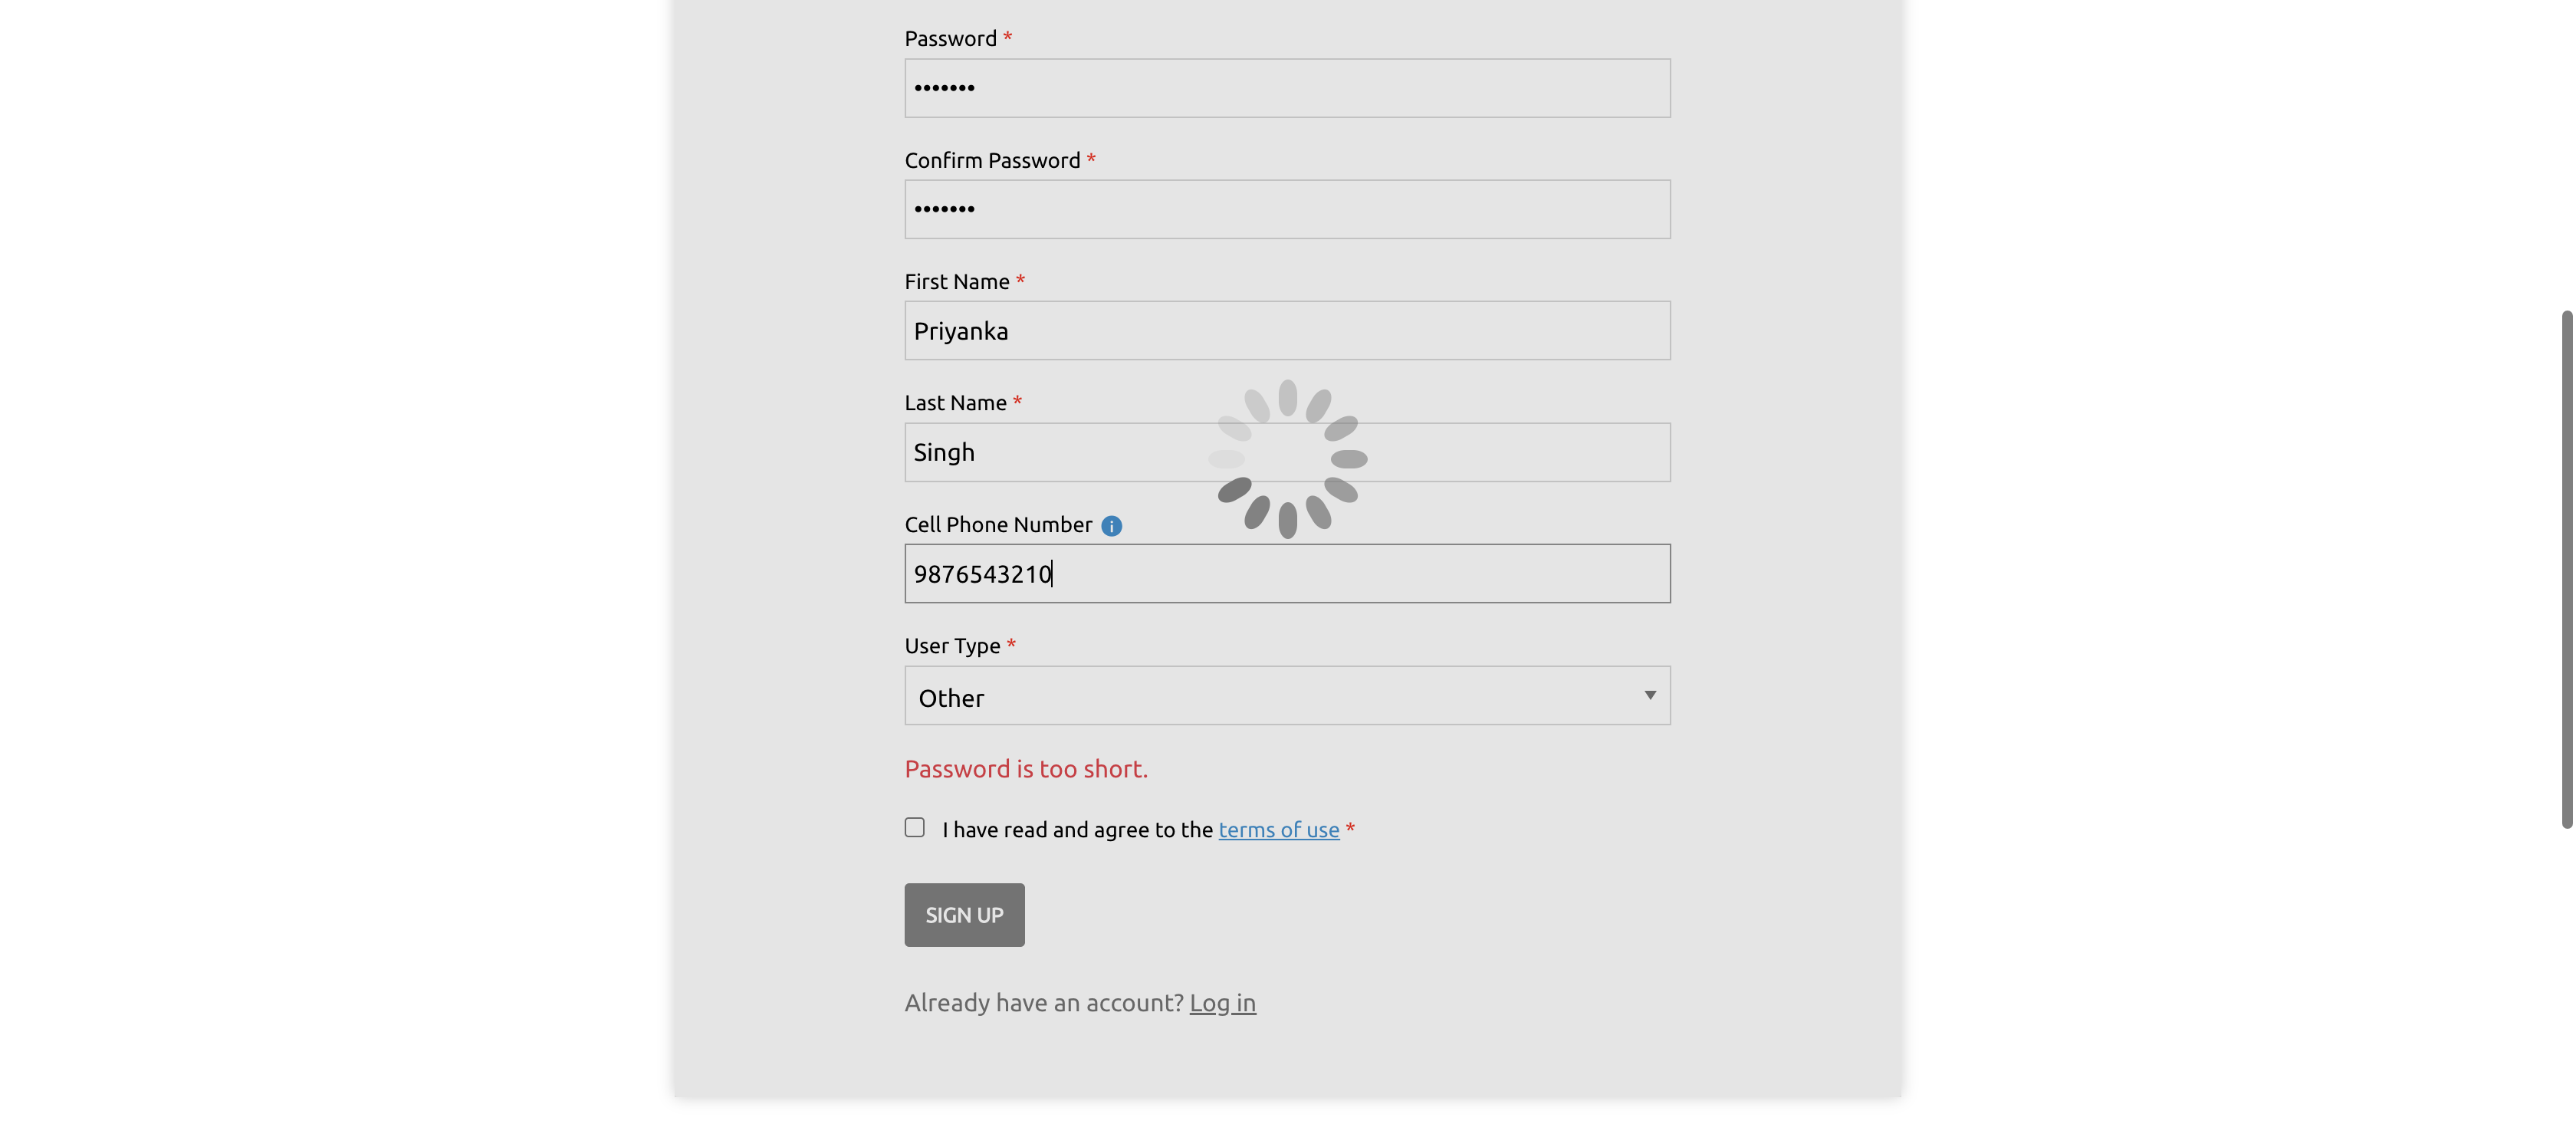 Password *
•••••••
Confirm Password *
•••••••
First Name *
Priyanka
Last Name *
Singh
Cell Phone Number i
9876543210
User Type *
Other
Password is too short.
I have read and agree to the terms of use *
SIGN UP
Already have an account? Log in